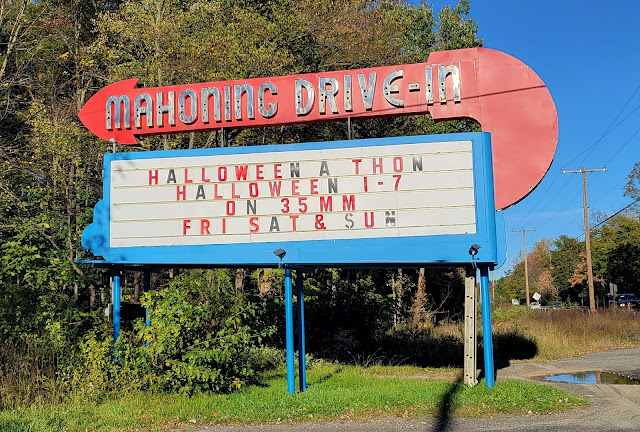 MAHONING DRIVE-IN
HALLOWEEN A THON
HALLOWEEN 1-7
ON 35MM
FRI SAT & SUN